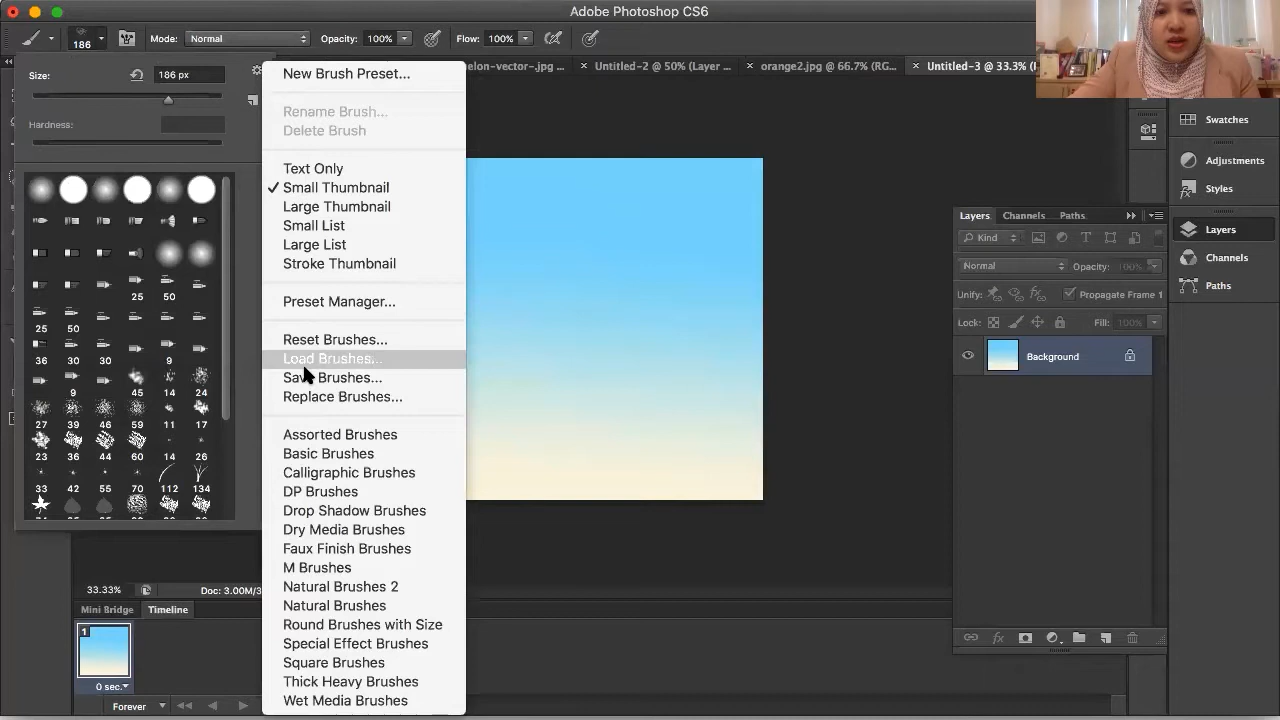 Adobe Photoshop CS6
186
Mode: Normal
Opacity: 100%
Flow: 100%
elon-vector-.jpg ...
Untitled-2 @ 50% (Layer ...
orange2.jpg @ 66.7% (RG...
Untitled-3 @ 33.3% (
Size:
186 px
Hardness:
25 50
25 50
36 30 30 9
9 45 14 24
27 39 46 59 11 17
23 36 44 60 14 26
33 42 55 70 112 134
New Brush Preset...
Rename Brush...
Delete Brush
Text Only
Small Thumbnail
Large Thumbnail
Small List
Large List
Stroke Thumbnail
Preset Manager...
Reset Brushes...
Load Brushes...
Save Brushes...
Replace Brushes...
Assorted Brushes
Basic Brushes
Calligraphic Brushes
DP Brushes
Drop Shadow Brushes
Dry Media Brushes
Faux Finish Brushes
M Brushes
Natural Brushes 2
Natural Brushes
Round Brushes with Size
Special Effect Brushes
Square Brushes
Thick Heavy Brushes
Wet Media Brushes
Swatches
Adjustments
Styles
Layers
Channels
Paths
Layers Channels Paths
Kind
Normal
Opacity: 100%
Unify:
Propagate Frame 1
Lock:
Fill: 100%
Background
33.33%
Doc: 3.00M/3
Mini Bridge
Timeline
1
0 sec.
Forever